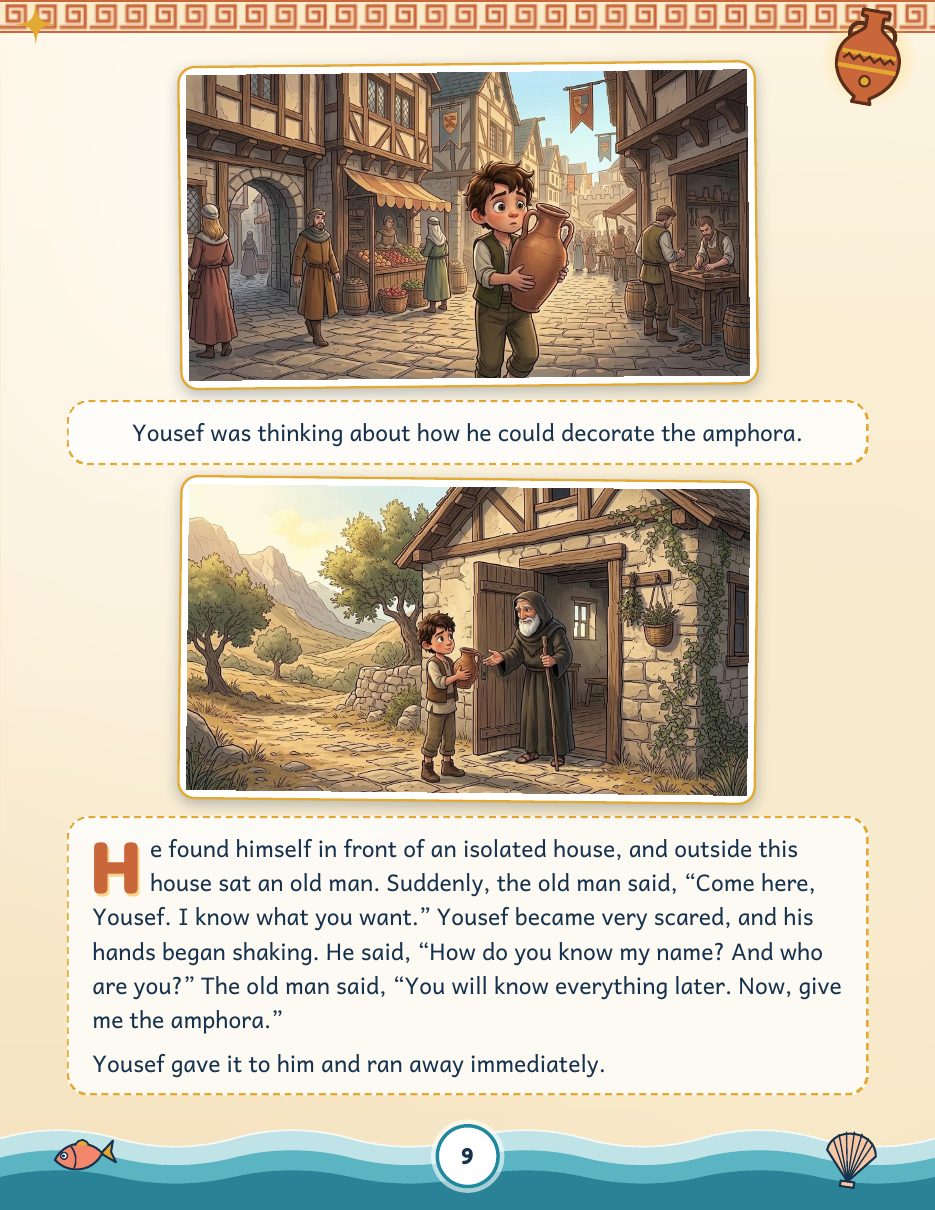 Yousef was thinking about how he could decorate the amphora.
He found himself in front of an isolated house, and outside this
house sat an old man. Suddenly, the old man said, “Come here,
Yousef. I know what you want.” Yousef became very scared, and his
hands began shaking. He said, “How do you know my name? And who
are you?” The old man said, “You will know everything later. Now, give
me the amphora.”
Yousef gave it to him and ran away immediately.
9